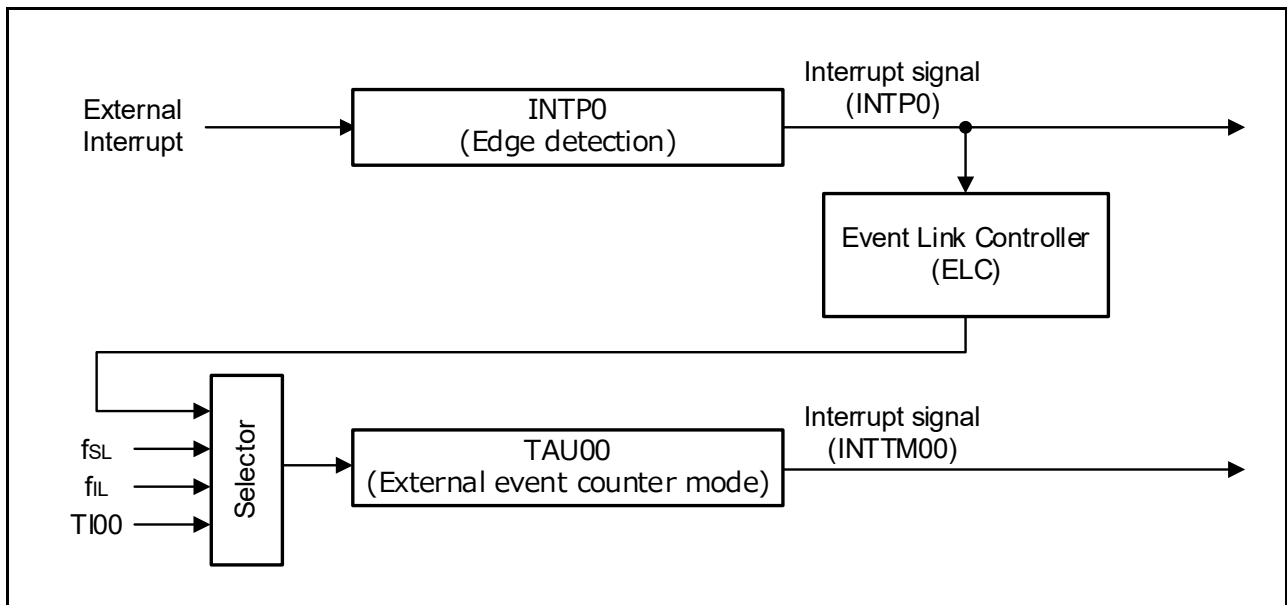 External
Interrupt
INTP0
(Edge detection)
Interrupt signal
(INTP0)
Event Link Controller
(ELC)
fSL
fIL
TI00
Selector
TAU00
(External event counter mode)
Interrupt signal
(INTTM00)